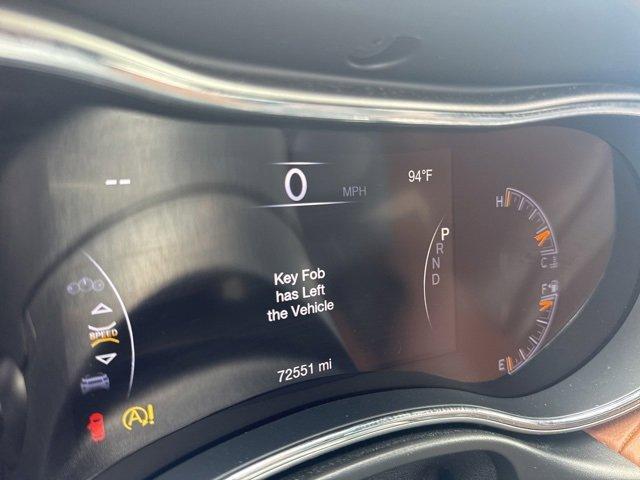 --
0 MPH
94°F
H
C
P
R
N
D
Key Fob
has Left
the Vehicle
F
E
SPEED
72551 mi
A!